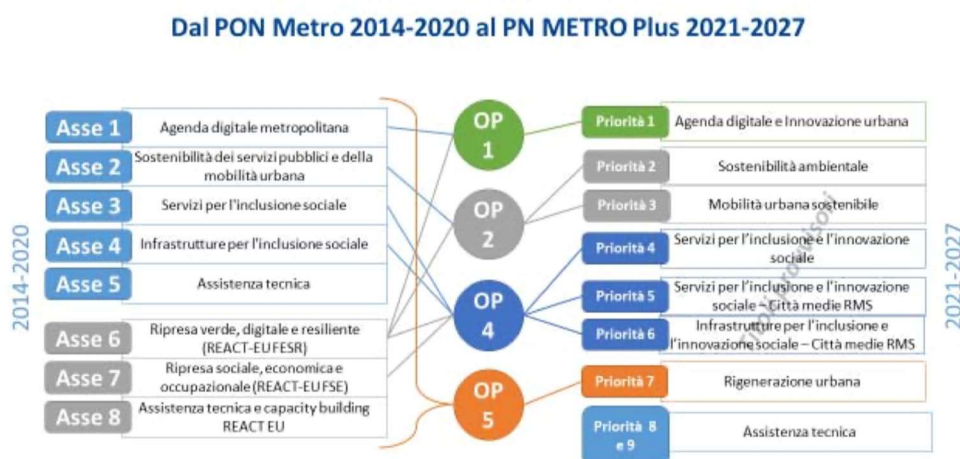 Dal PON Metro 2014-2020 al PN METRO Plus 2021-2027
2014-2020
Asse 1
Agenda digitale metropolitana
Asse 2
Sostenibilità dei servizi pubblici e della
mobilità urbana
Asse 3
Servizi per l'inclusione sociale
Asse 4
Infrastrutture per l'inclusione sociale
Asse 5
Assistenza tecnica
Asse 6
Ripresa verde, digitale e resiliente
(REACT-EU FESR)
Asse 7
Ripresa sociale, economica e
occupazionale (REACT-EU FSE)
Asse 8
Assistenza tecnica e capacity building
REACT EU
OP
1
OP
2
OP
4
OP
5
Priorità 1
Agenda digitale e Innovazione urbana
Priorità 2
Sostenibilità ambientale
Priorità 3
Mobilità urbana sostenibile
Priorità 4
Servizi per l'inclusione e l'innovazione
sociale
Priorità 5
Servizi per l'inclusione e l'innovazione
sociale – Città medie RMS
Priorità 6
Infrastrutture per l'inclusione e
l'innovazione sociale – Città medie RMS
Priorità 7
Rigenerazione urbana
Priorità 8
e 9
Assistenza tecnica
Titoli provvisori
2021-2027